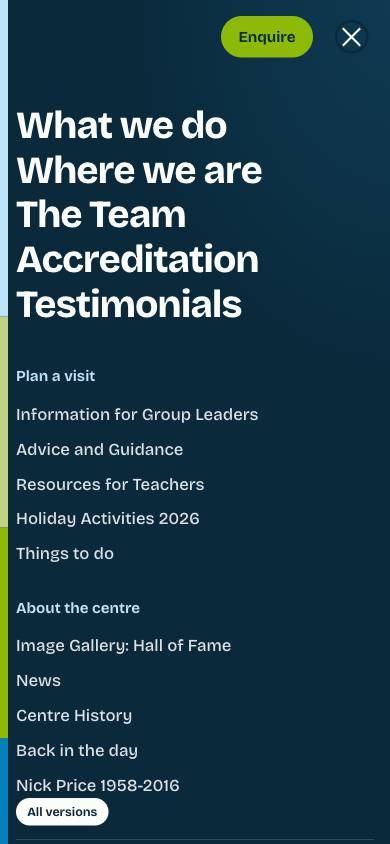 Enquire
What we do
Where we are
The Team
Accreditation
Testimonials
Plan a visit
Information for Group Leaders
Advice and Guidance
Resources for Teachers
Holiday Activities 2026
Things to do
About the centre
Image Gallery: Hall of Fame
News
Centre History
Back in the day
Nick Price 1958-2016
All versions